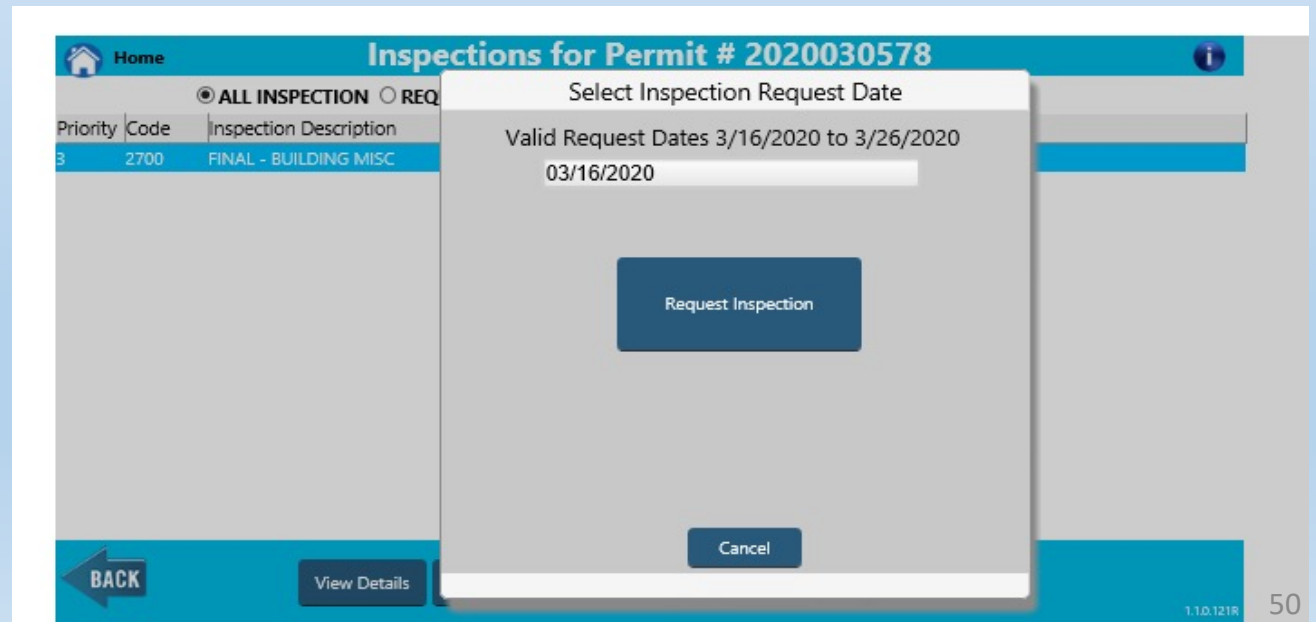 Home
Inspections for Permit # 2020030578
i
ALL INSPECTION REQ
Select Inspection Request Date
Priority Code Inspection Description
Valid Request Dates 3/16/2020 to 3/26/2020
3 2700 FINAL - BUILDING MISC
03/16/2020
Request Inspection
Cancel
BACK
View Details
1.1.0.121R
50